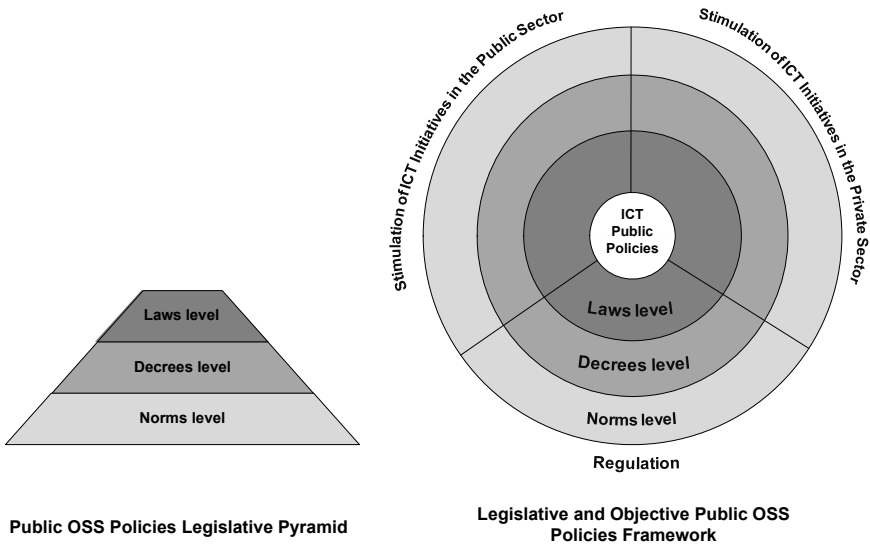 Laws level
Decrees level
Norms level
Public OSS Policies Legislative Pyramid
Stimulation of ICT Initiatives in the Public Sector
Stimulation of ICT Initiatives in the Private Sector
ICT
Public
Policies
Laws level
Decrees level
Norms level
Regulation
Legislative and Objective Public OSS
Policies Framework